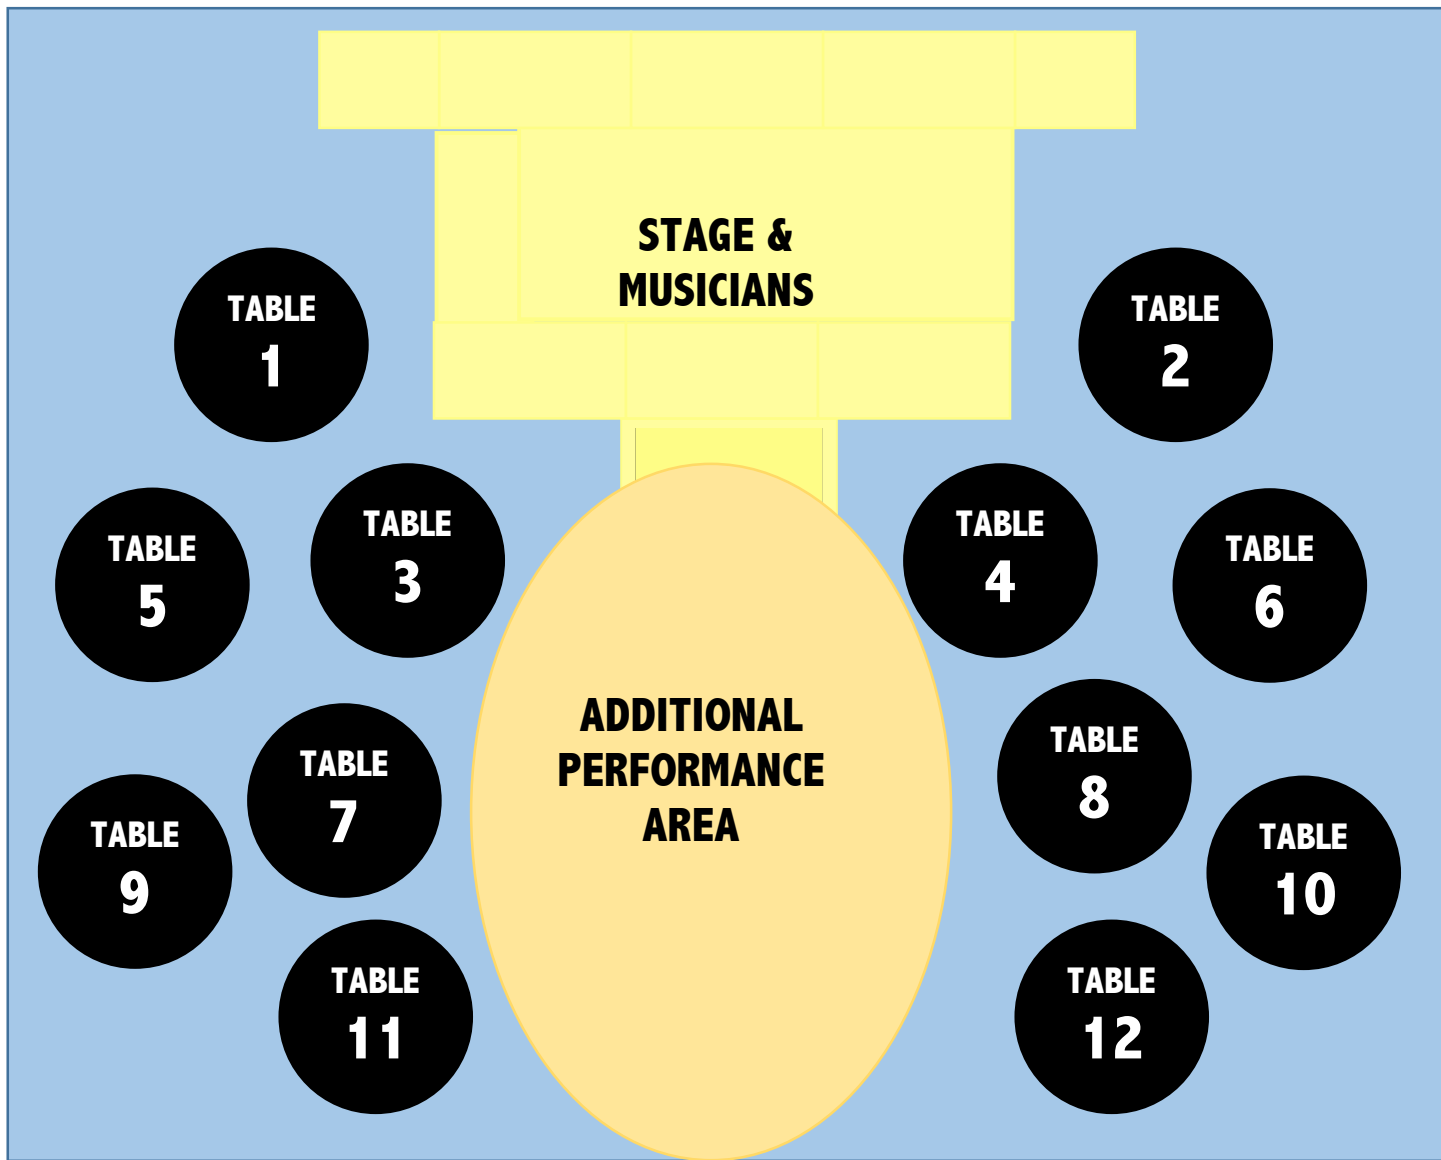 STAGE &
MUSICIANS
TABLE
1
TABLE
2
TABLE
3
TABLE
4
TABLE
5
TABLE
6
ADDITIONAL
PERFORMANCE
AREA
TABLE
7
TABLE
8
TABLE
9
TABLE
10
TABLE
11
TABLE
12